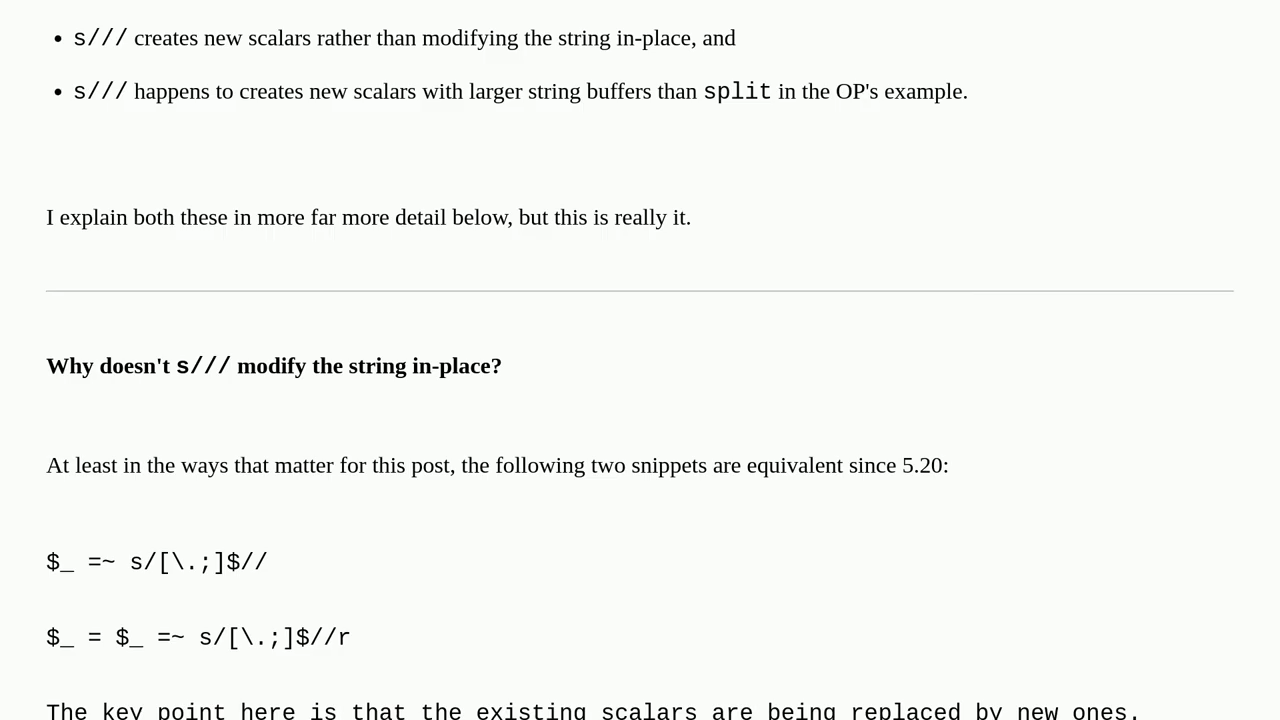 • s/// creates new scalars rather than modifying the string in-place, and
• s/// happens to creates new scalars with larger string buffers than split in the OP's example.
I explain both these in more far more detail below, but this is really it.
Why doesn't s/// modify the string in-place?
At least in the ways that matter for this post, the following two snippets are equivalent since 5.20:
$_ =~ s/[\.;]$//
$_ = $_ =~ s/[\.;]$//r
The key point here is that the existing scalars are being replaced by new ones.